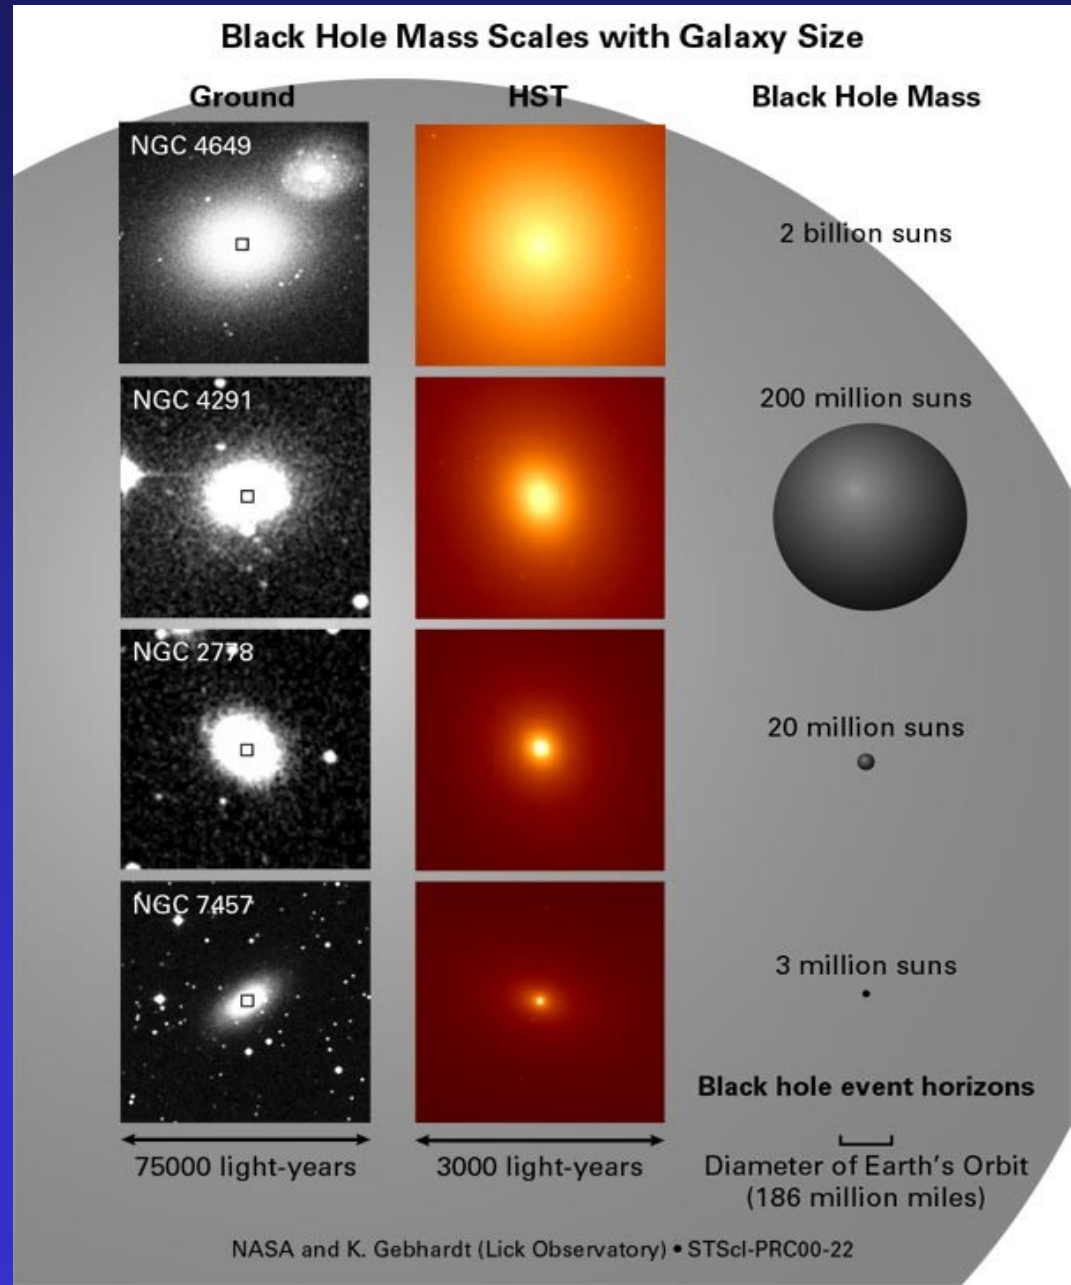 Black Hole Mass Scales with Galaxy Size
Ground
HST
Black Hole Mass
NGC 4649
2 billion suns
NGC 4291
200 million suns
NGC 2778
20 million suns
NGC 7457
3 million suns
Black hole event horizons
75000 light-years
3000 light-years
Diameter of Earth's Orbit
(186 million miles)
NASA and K. Gebhardt (Lick Observatory) • STScI-PRC00-22